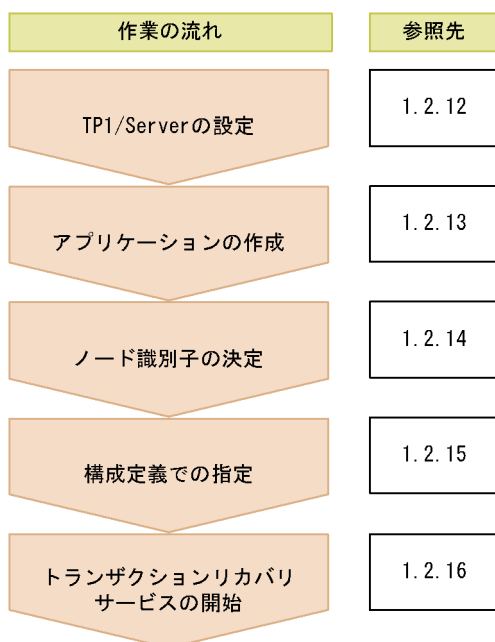 作業の流れ
参照先
TP1/Serverの設定
1.2.12
アプリケーションの作成
1.2.13
ノード識別子の決定
1.2.14
構成定義での指定
1.2.15
トランザクションリカバリ
サービスの開始
1.2.16